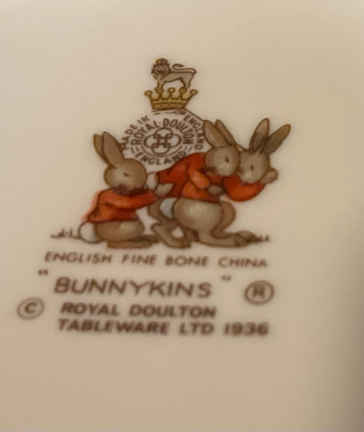 MADE IN ENGLAND
ROYAL DOULTON
ENGLAND
ENGLISH FINE BONE CHINA
"BUNNYKINS" ®
© ROYAL DOULTON
TABLEWARE LTD 1936